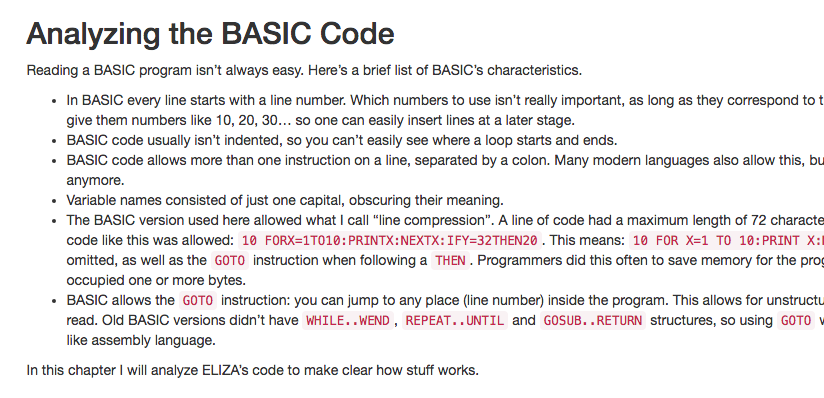 Analyzing the BASIC Code
Reading a BASIC program isn’t always easy. Here’s a brief list of BASIC’s characteristics.
• In BASIC every line starts with a line number. Which numbers to use isn’t really important, as long as they correspond to
give them numbers like 10, 20, 30… so one can easily insert lines at a later stage.
• BASIC code usually isn’t indented, so you can’t easily see where a loop starts and ends.
• BASIC code allows more than one instruction on a line, separated by a colon. Many modern languages also allow this,
anymore.
• Variable names consisted of just one capital, obscuring their meaning.
• The BASIC version used here allowed what I call “line compression”. A line of code had a maximum length of 72
code like this was allowed: 10 FORX=1TO10:PRINTX:NEXTX:IFY=32THEN20 . This means: 10 FOR X=1 TO 10:PRINT X:
omitted, as well as the GOTO instruction when following a THEN . Programmers did this often to save memory for the
occupied one or more bytes.
• BASIC allows the GOTO instruction: you can jump to any place (line number) inside the program. This allows for
read. Old BASIC versions didn’t have WHILE..WEND , REPEAT..UNTIL and GOSUB..RETURN structures, so using GOTO
like assembly language.
In this chapter I will analyze ELIZA’s code to make clear how stuff works.